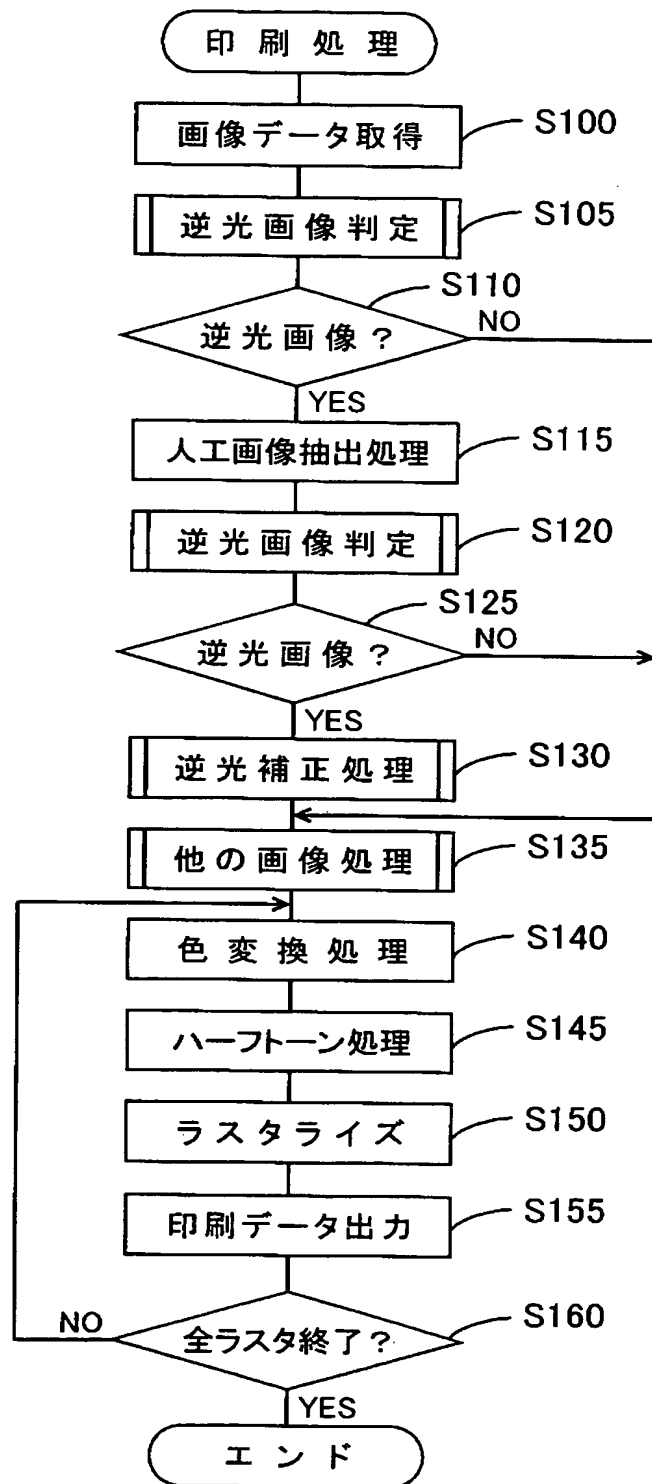 印刷処理
画像データ取得
S100
逆光画像判定
S105
S110
逆光画像?
NO
YES
人工画像抽出処理
S115
逆光画像判定
S120
S125
逆光画像?
NO
YES
逆光補正処理
S130
他の画像処理
S135
色変換処理
S140
ハーフトーン処理
S145
ラスタライズ
S150
印刷データ出力
S155
NO
全ラスタ終了?
S160
YES
エンド